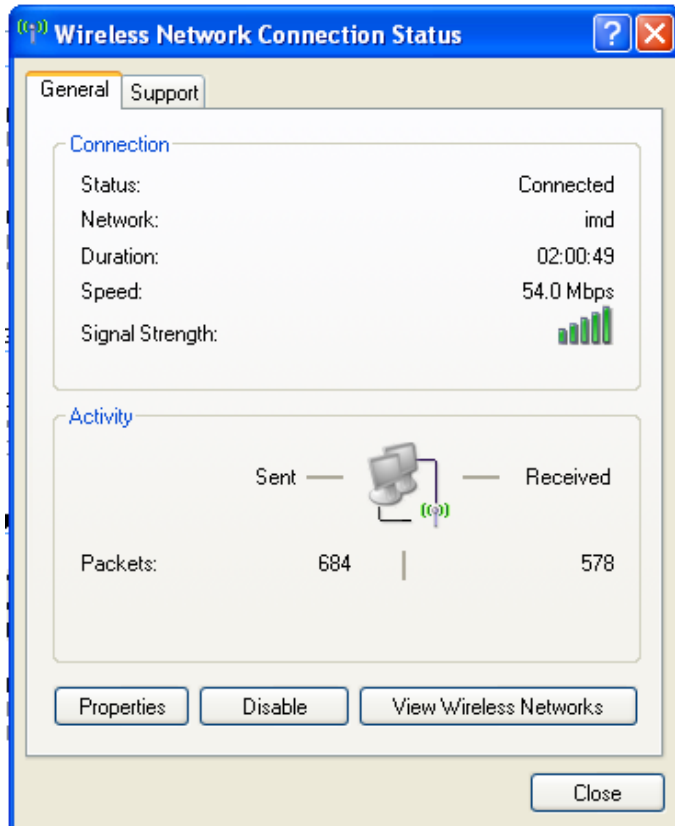 Wireless Network Connection Status
General Support
Connection
Status: Connected
Network: imd
Duration: 02:00:49
Speed: 54.0 Mbps
Signal Strength:
Activity
Sent Received
Packets: 684 578
Properties Disable View Wireless Networks
Close